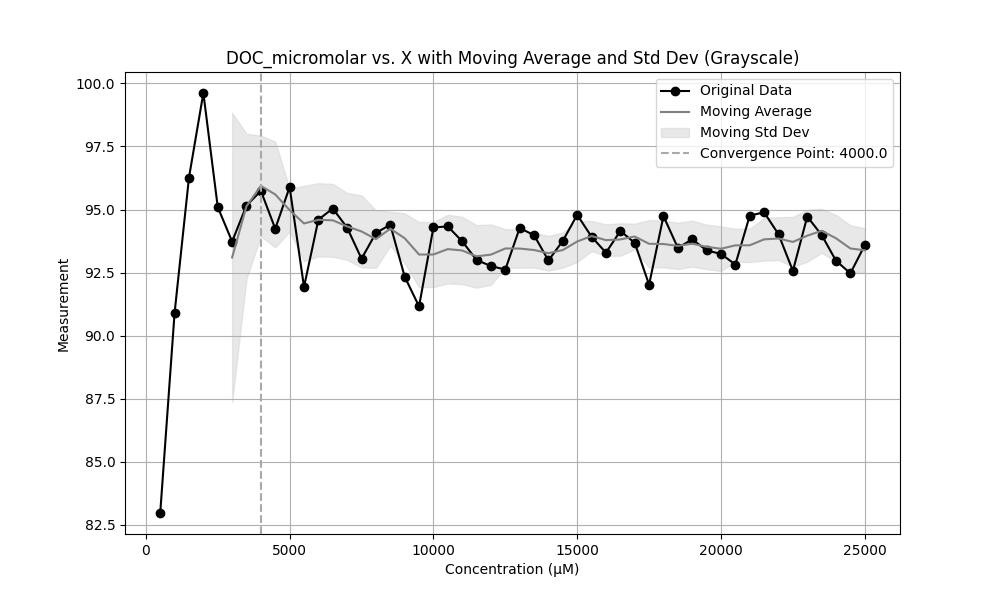 DOC_micromolar vs. X with Moving Average and Std Dev (Grayscale)
Original Data
Moving Average
Moving Std Dev
Convergence Point: 4000.0
Measurement
100.0
97.5
95.0
92.5
90.0
87.5
85.0
82.5
0 5000 10000 15000 20000 25000
Concentration (μM)